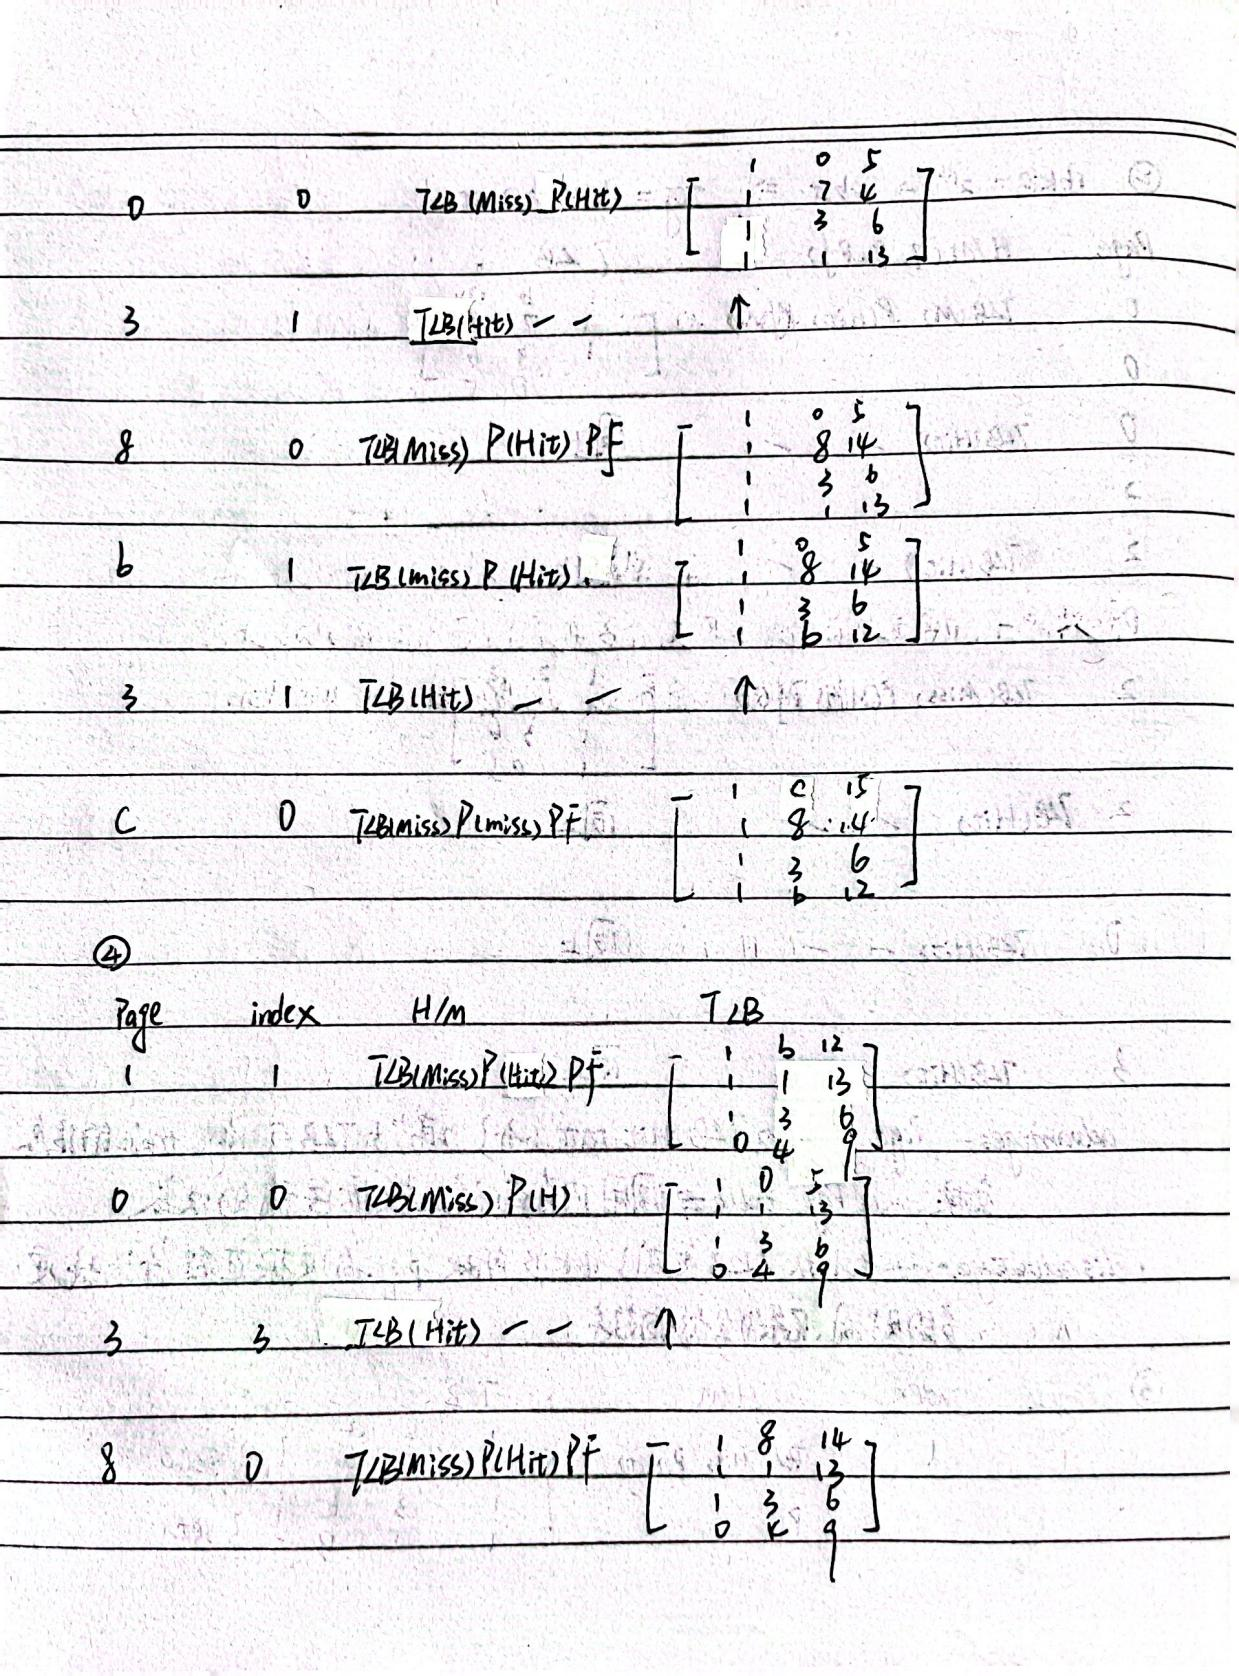 1 0 5
0 0 TLB(Miss) P(Hit) 1 7 4
1 3 6
1 1 13
3 1 TLB(Hit) — — ↑
1 0 5
8 0 TLB(Miss) P(Hit) PF 1 8 14
1 3 6
1 1 13
1 0 5
b 1 TLB(miss) P(Hit) 1 8 14
1 3 6
1 b 12
3 1 TLB(Hit) — — ↑
1 C 15
C 0 TLB(miss) P(miss) PF 1 8 14
1 3 6
1 b 12
④
Page index H/M TLB
1 b 12
1 1 TLB(Miss) P(Hit) PF 1 1 13
1 3 6
0 4 9
1 0 5
0 0 TLB(Miss) P(H) 1 1 13
1 3 6
0 4 9
3 3 TLB(Hit) — — ↑
1 8 14
8 0 TLB(Miss) P(Hit) PF 1 1 13
1 3 6
0 9